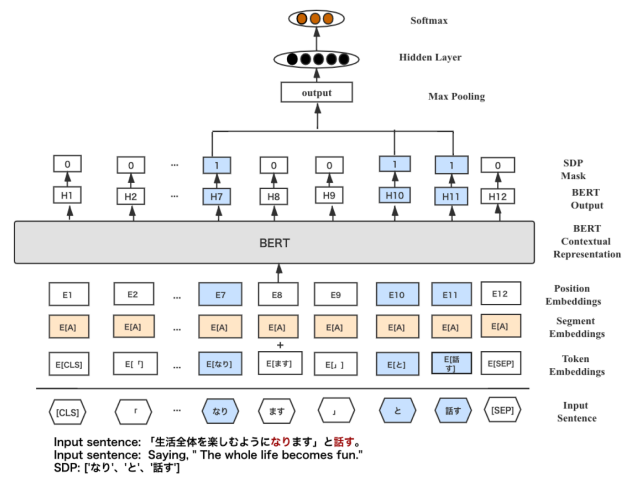 Softmax
Hidden Layer
output
Max Pooling
0 0 ... 1 0 0 1 1 0
SDP
Mask
H1 H2 ... H7 H8 H9 H10 H11 H12
BERT
Output
BERT
BERT
Contextual
Representation
E1 E2 ... E7 E8 E9 E10 E11 E12
Position
Embeddings
E[A] E[A] ... E[A] E[A] E[A] E[A] E[A] E[A]
Segment
Embeddings
+
E[CLS] E[「] ... E[なり] E[ます] E[」] E[と] E[話す] E[SEP]
Token
Embeddings
[CLS] 「 ... なり ます 」 と 話す [SEP]
Input
Sentence
Input sentence: 「生活全体を楽しむようになります」と話す。
Input sentence: Saying, " The whole life becomes fun."
SDP: ['なり'、'と'、'話す']